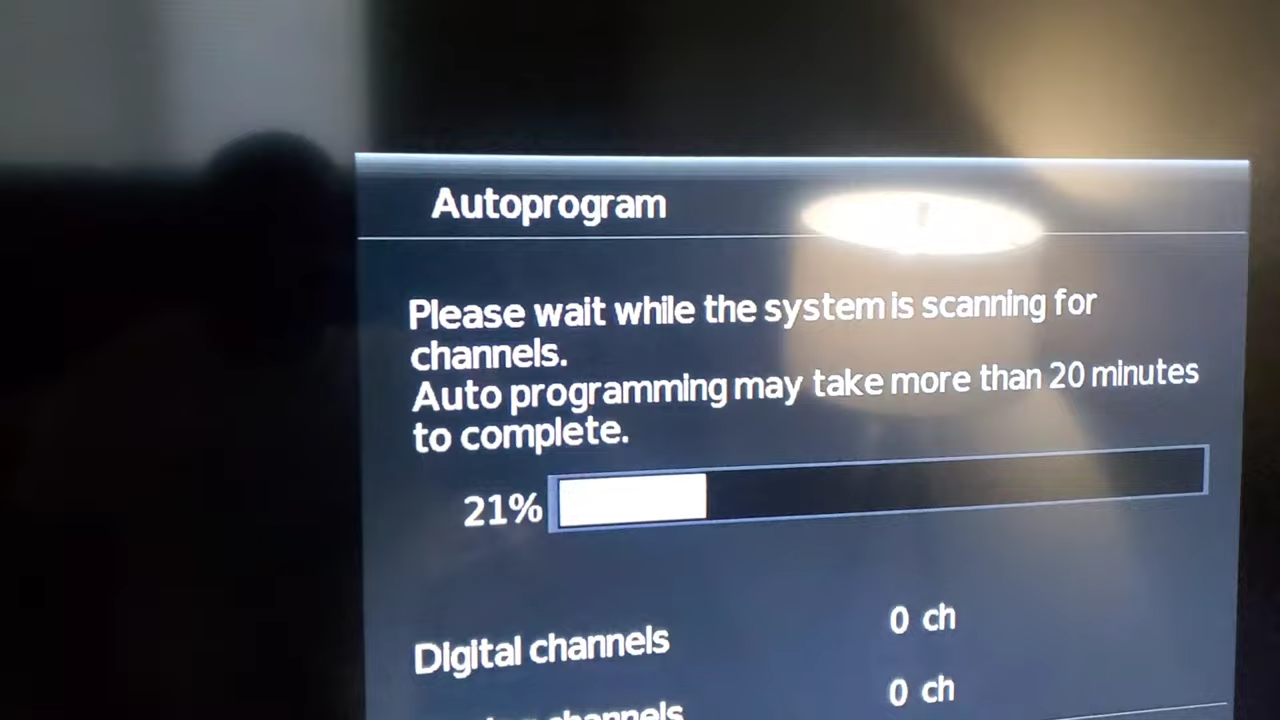 Autoprogram
Please wait while the system is scanning for
channels.
Auto programming may take more than 20 minutes
to complete.
21%
Digital channels 0 ch
channels 0 ch